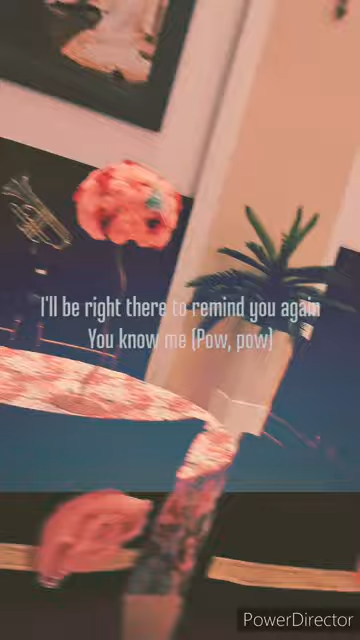 I'll be right there to remind you again
You know me (Pow, pow)
PowerDirector